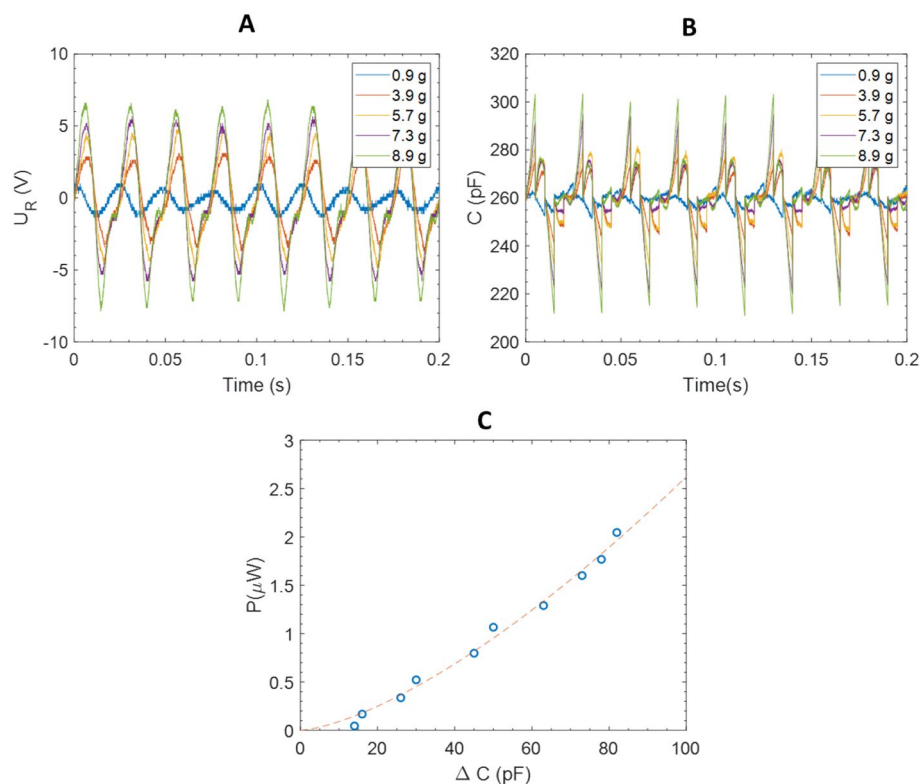 A
10
5
0
-5
-10
U_R (V)
0
0.05
0.1
0.15
0.2
Time (s)
0.9 g
3.9 g
5.7 g
7.3 g
8.9 g
B
320
300
280
260
240
220
200
C (pF)
0
0.05
0.1
0.15
0.2
Time(s)
0.9 g
3.9 g
5.7 g
7.3 g
8.9 g
C
3
2.5
2
1.5
1
0.5
0
P(μW)
0
20
40
60
80
100
Δ C (pF)